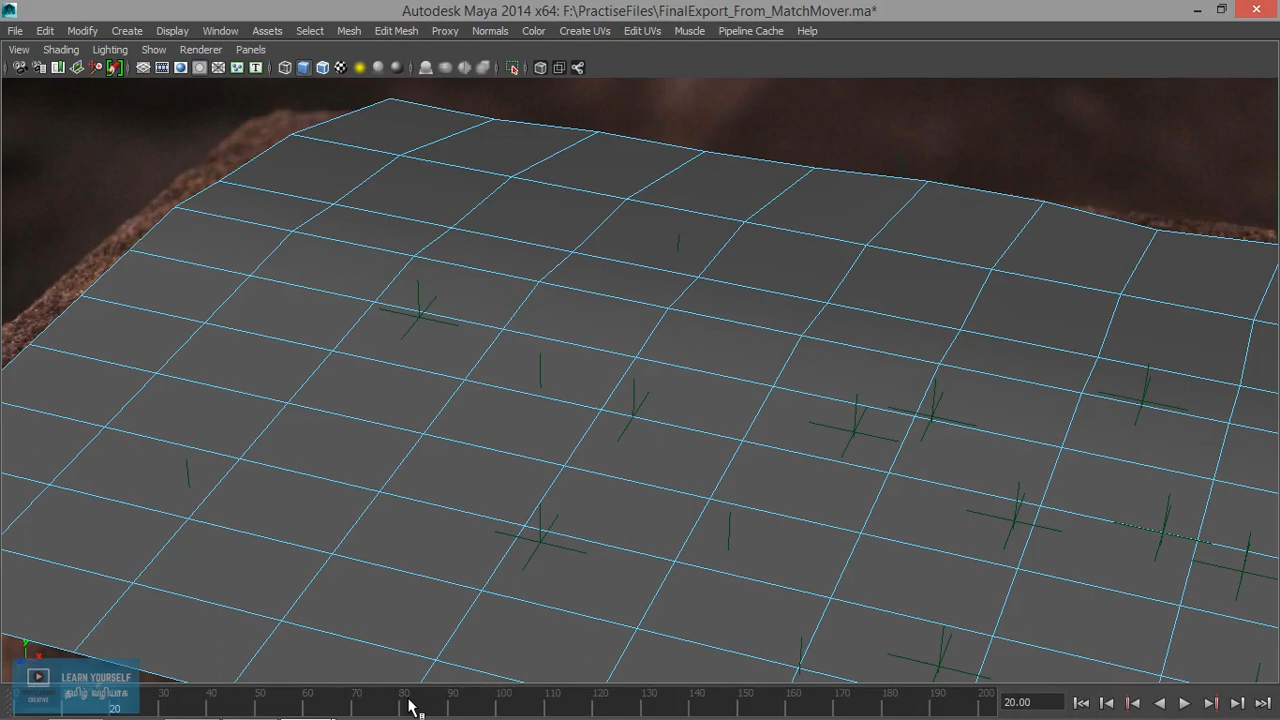 Autodesk Maya 2014 x64: F:\PractiseFiles\FinalExport_From_MatchMover.ma*
File Edit Modify Create Display Window Assets Select Mesh Edit Mesh Proxy Normals Color Create UVs Edit UVs Muscle Pipeline Cache Help
View Shading Lighting Show Renderer Panels
LEARN YOURSELF
தமிழ் வழியாக
CREATIVE
30 40 50 60 70 80 90 100 110 120 130 140 150 160 170 180 190 200
20
20.00